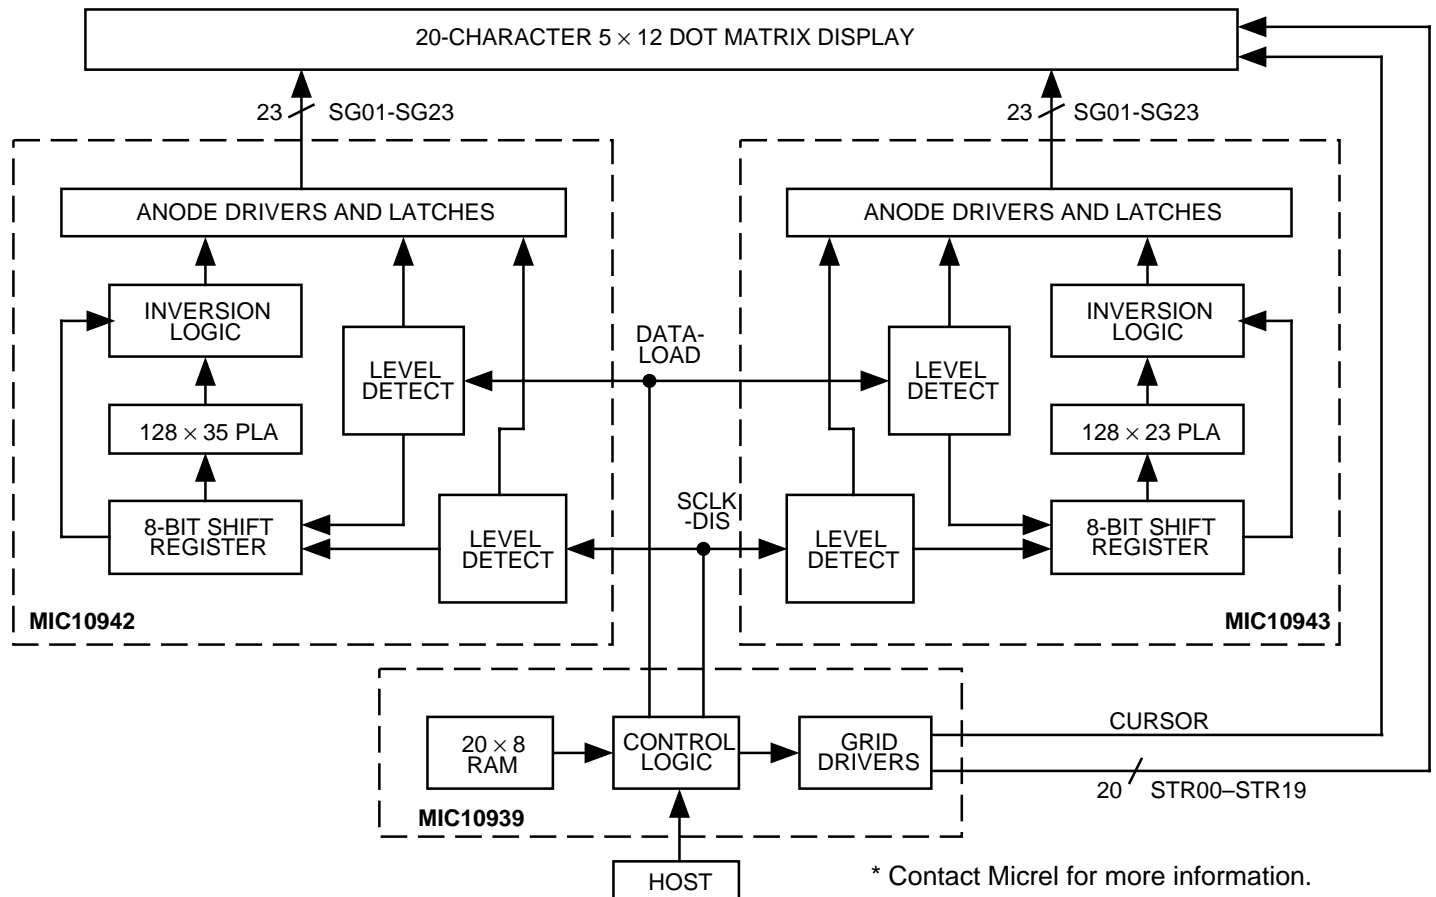 20-CHARACTER 5 × 12 DOT MATRIX DISPLAY
23
SG01-SG23
23
SG01-SG23
ANODE DRIVERS AND LATCHES
ANODE DRIVERS AND LATCHES
INVERSION
LOGIC
INVERSION
LOGIC
DATA-
LOAD
LEVEL
DETECT
LEVEL
DETECT
128 × 35 PLA
128 × 23 PLA
SCLK
-DIS
8-BIT SHIFT
REGISTER
LEVEL
DETECT
LEVEL
DETECT
8-BIT SHIFT
REGISTER
MIC10942
MIC10943
20 × 8
RAM
CONTROL
LOGIC
GRID
DRIVERS
CURSOR
20
STR00–STR19
MIC10939
HOST
* Contact Micrel for more information.